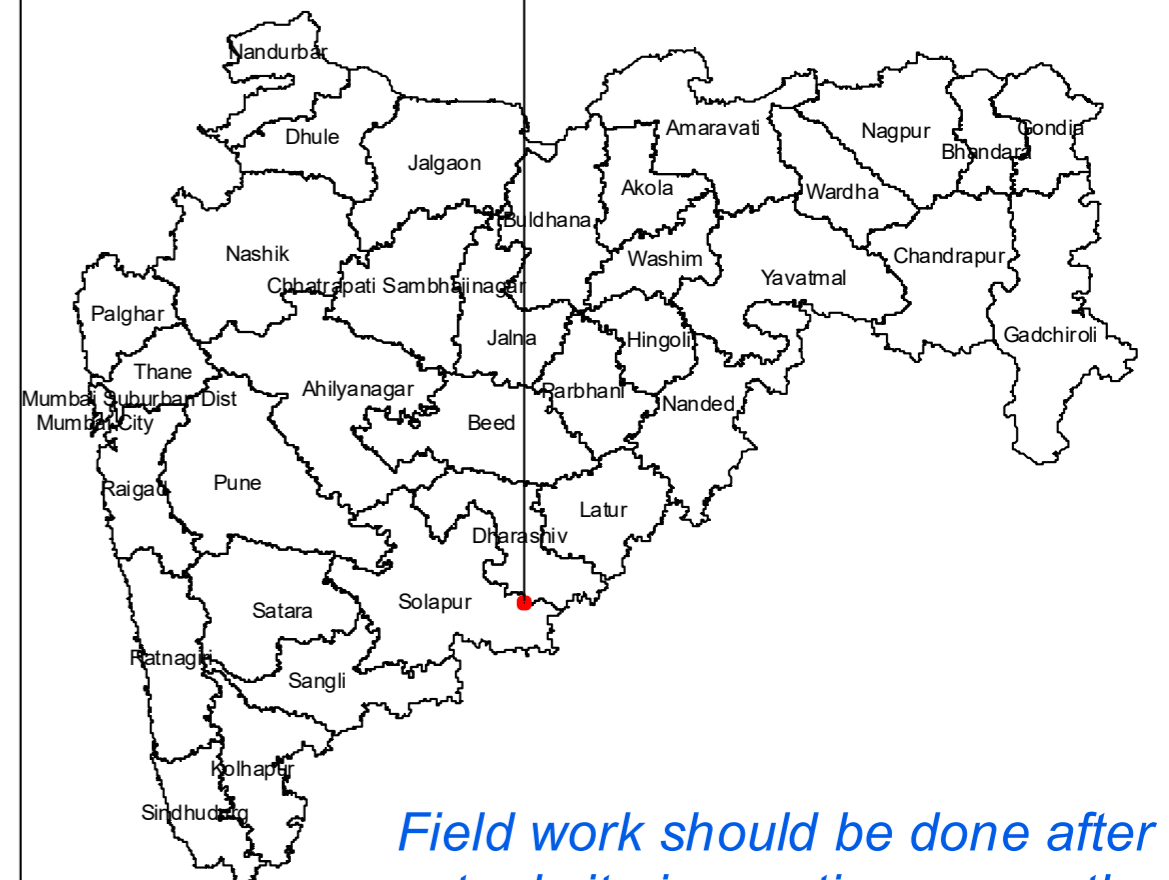 Nandurbar
Dhule
Jalgaon
Amaravati
Nagpur
Gondia
Bhandara
Akola
Wardha
Buldhana
Nashik
Washim
Chandrapur
Yavatmal
Chhatrapati Sambhajinagar
Palghar
Jalna
Hingoli
Gadchiroli
Thane
Ahilyanagar
Parbhani
Mumbai Suburban Dist
Nanded
Mumbai City
Beed
Raigad
Pune
Latur
Dharashiv
Satara
Solapur
Ratnagiri
Sangli
Kolhapur
Sindhudurg
Field work should be done after